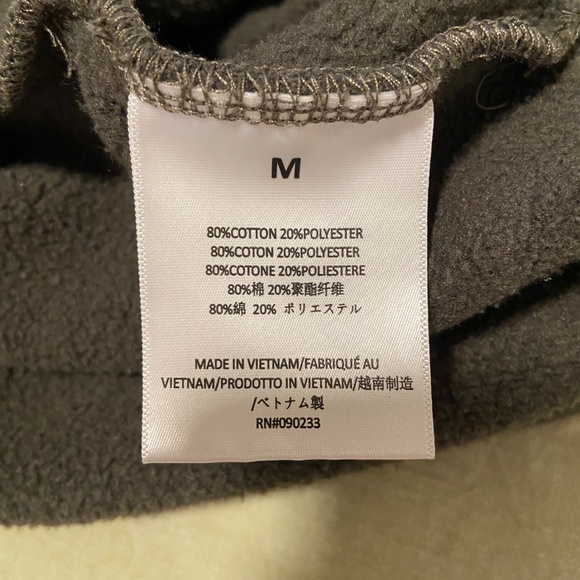 M
80%COTTON 20%POLYESTER
80%COTON 20%POLYESTER
80%COTONE 20%POLIESTERE
80%棉 20%聚酯纤维
80%綿 20% ポリエステル
MADE IN VIETNAM/FABRIQUÉ AU
VIETNAM/PRODOTTO IN VIETNAM/越南制造
/ベトナム製
RN#090233